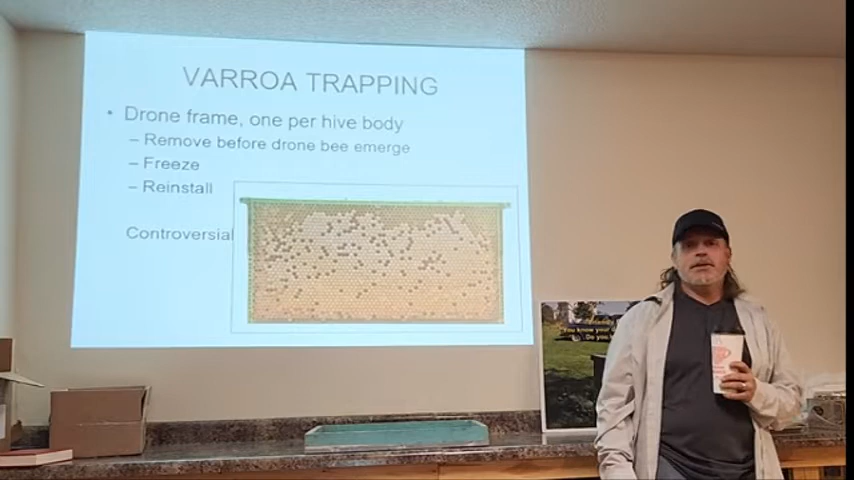 VARROA TRAPPING
• Drone frame, one per hive body
– Remove before drone bee emerge
– Freeze
– Reinstall
Controversial